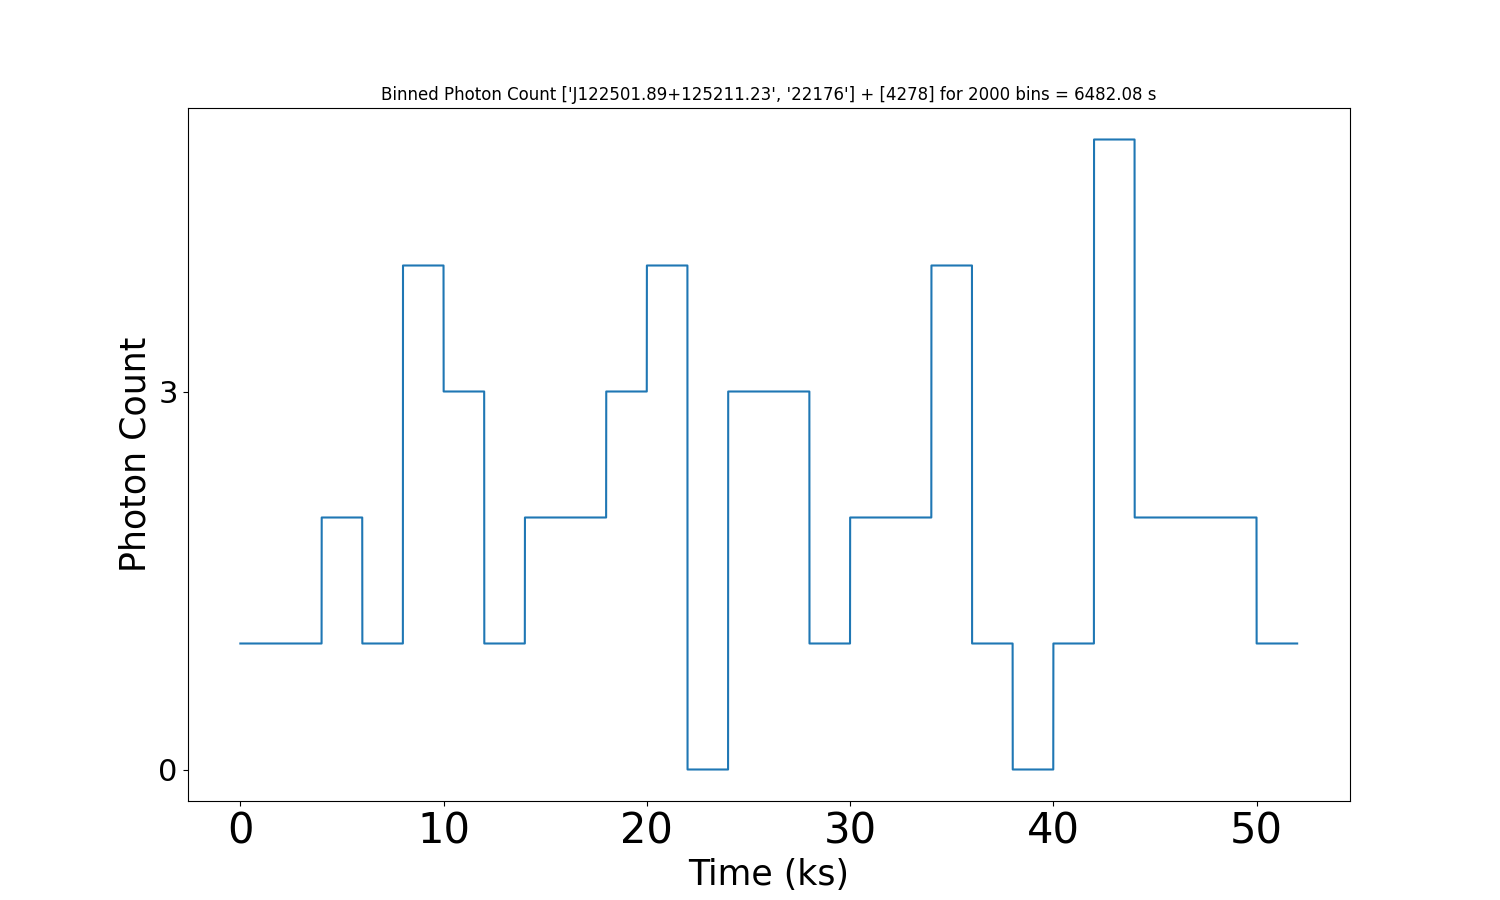 Binned Photon Count ['J122501.89+125211.23', '22176'] + [4278] for 2000 bins = 6482.08 s
Photon Count
3
0
0 10 20 30 40 50
Time (ks)